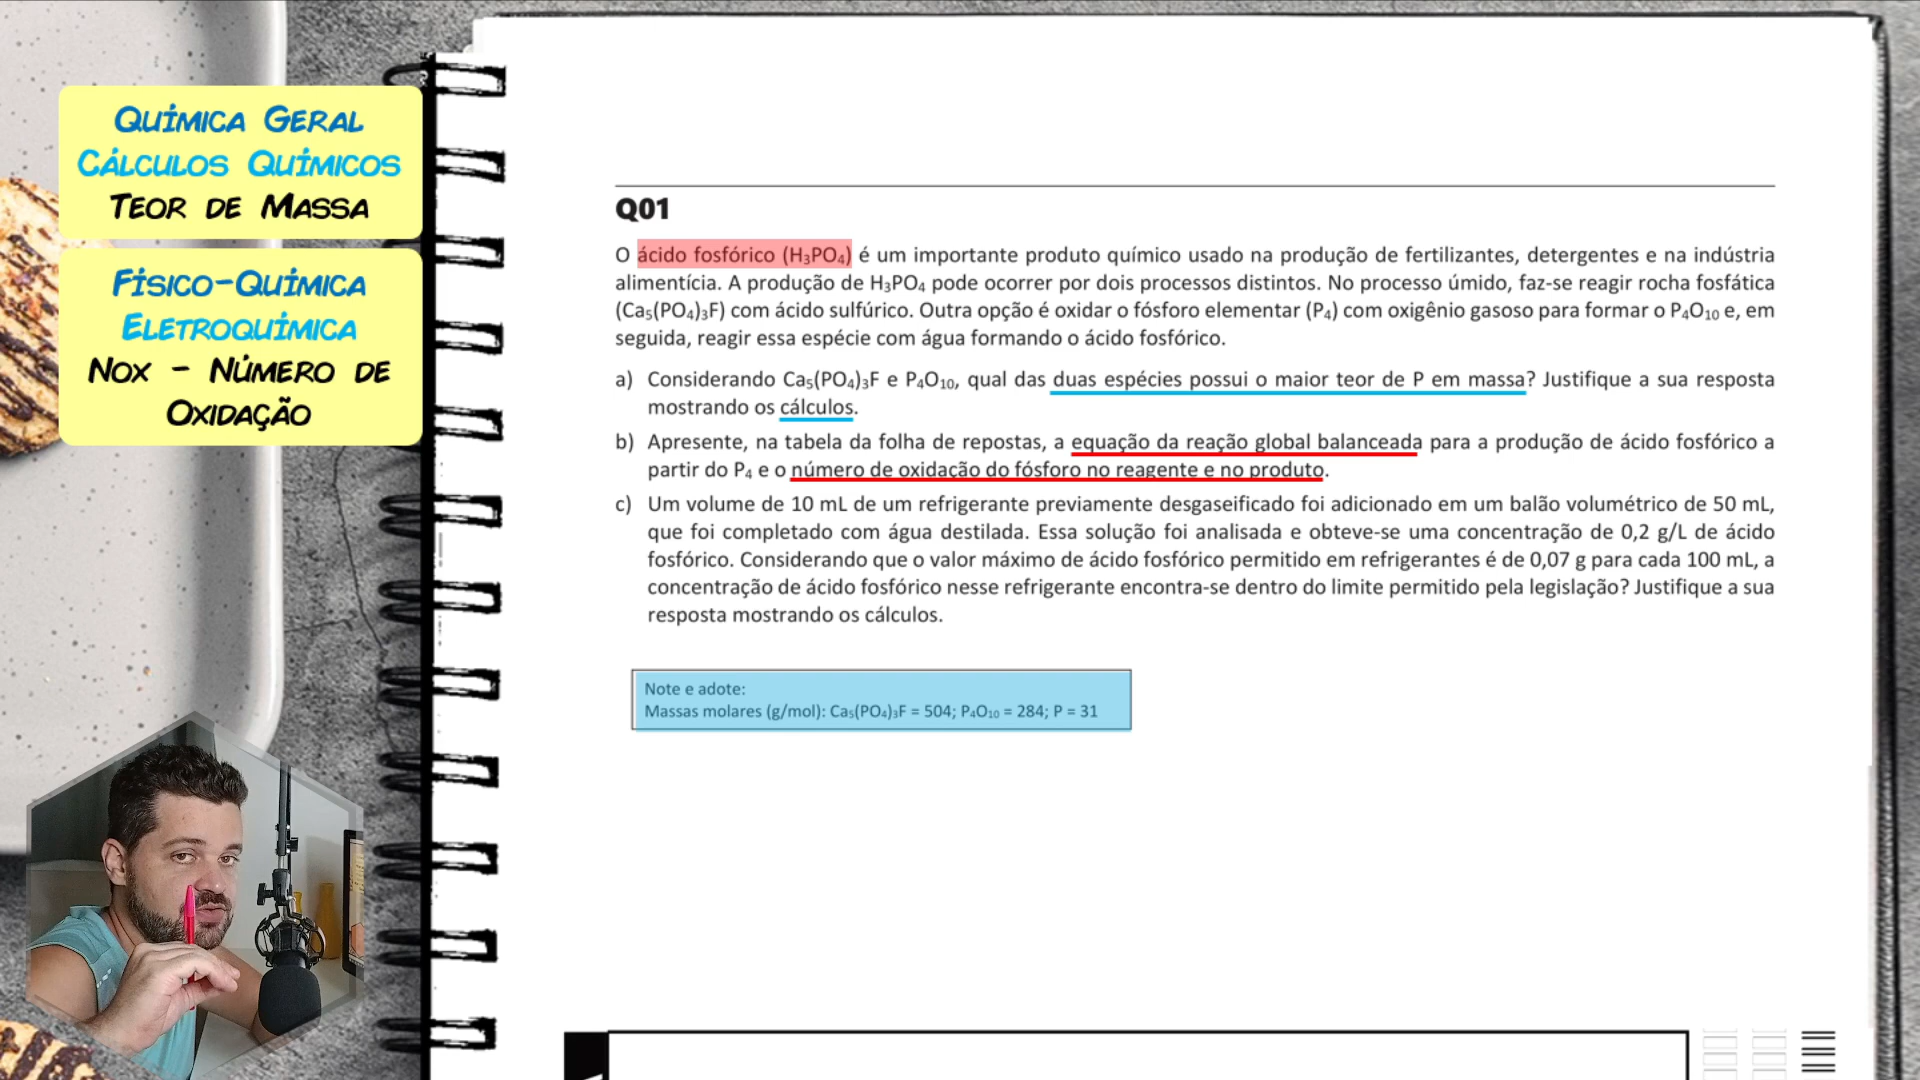 QUÍMICA GERAL
CÁLCULOS QUÍMICOS
TEOR DE MASSA
FÍSICO-QUÍMICA
ELETROQUÍMICA
NOX - NÚMERO DE
OXIDAÇÃO
Q01
O ácido fosfórico (H₃PO₄) é um importante produto químico usado na produção de fertilizantes, detergentes e na indústria
alimentícia. A produção de H₃PO₄ pode ocorrer por dois processos distintos. No processo úmido, faz-se reagir rocha fosfática
(Ca₅(PO₄)₃F) com ácido sulfúrico. Outra opção é oxidar o fósforo elementar (P₄) com oxigênio gasoso para formar o P₄O₁₀ e, em
seguida, reagir essa espécie com água formando o ácido fosfórico.
a) Considerando Ca₅(PO₄)₃F e P₄O₁₀, qual das duas espécies possui o maior teor de P em massa? Justifique a sua resposta
mostrando os cálculos.
b) Apresente, na tabela da folha de repostas, a equação da reação global balanceada para a produção de ácido fosfórico a
partir do P₄ e o número de oxidação do fósforo no reagente e no produto.
c) Um volume de 10 mL de um refrigerante previamente desgaseificado foi adicionado em um balão volumétrico de 50 mL,
que foi completado com água destilada. Essa solução foi analisada e obteve-se uma concentração de 0,2 g/L de ácido
fosfórico. Considerando que o valor máximo de ácido fosfórico permitido em refrigerantes é de 0,07 g para cada 100 mL, a
concentração de ácido fosfórico nesse refrigerante encontra-se dentro do limite permitido pela legislação? Justifique a sua
resposta mostrando os cálculos.
Note e adote:
Massas molares (g/mol): Ca₅(PO₄)₃F = 504; P₄O₁₀ = 284; P = 31